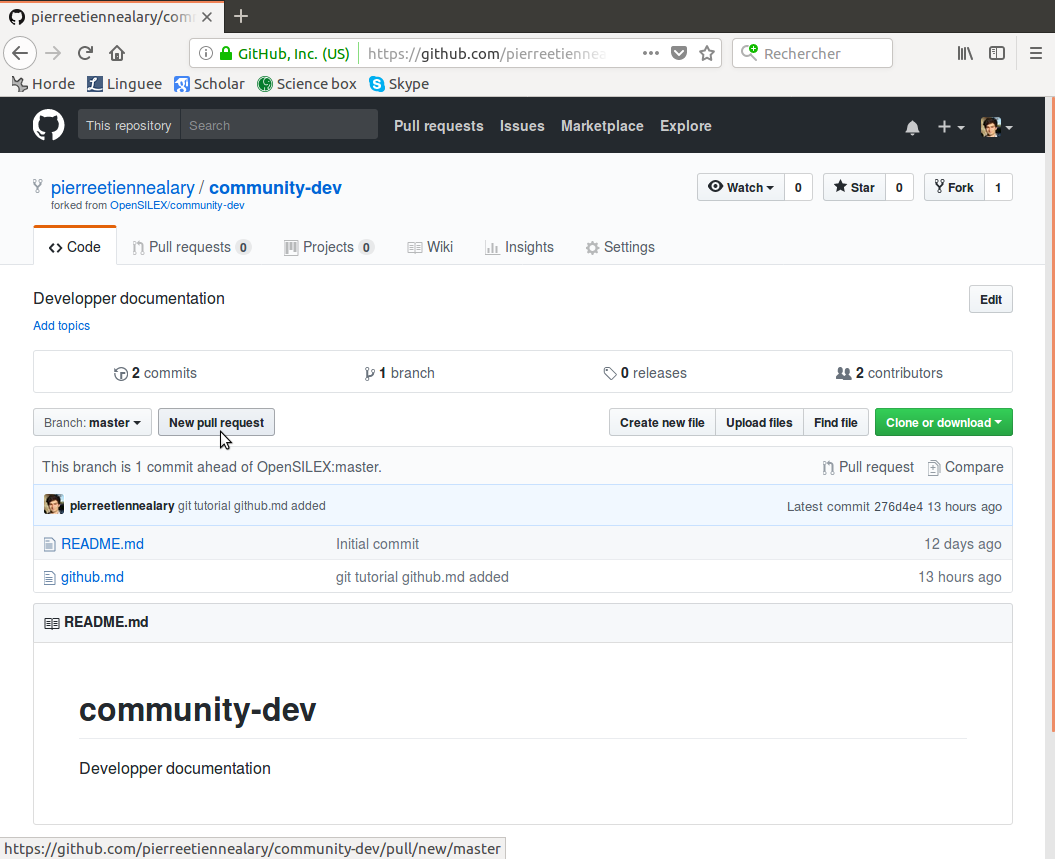 pierreetiennealary/com
GitHub, Inc. (US) https://github.com/pierreetiennea Rechercher
Horde Linguee Scholar Science box Skype
This repository Search Pull requests Issues Marketplace Explore
pierreetiennealary / community-dev Watch 0 Star 0 Fork 1
forked from OpenSILEX/community-dev
Code Pull requests 0 Projects 0 Wiki Insights Settings
Developper documentation Edit
Add topics
2 commits 1 branch 0 releases 2 contributors
Branch: master New pull request Create new file Upload files Find file Clone or download
This branch is 1 commit ahead of OpenSILEX:master. Pull request Compare
pierreetiennealary git tutorial github.md added Latest commit 276d4e4 13 hours ago
README.md Initial commit 12 days ago
github.md git tutorial github.md added 13 hours ago
README.md
community-dev
Developper documentation
https://github.com/pierreetiennealary/community-dev/pull/new/master